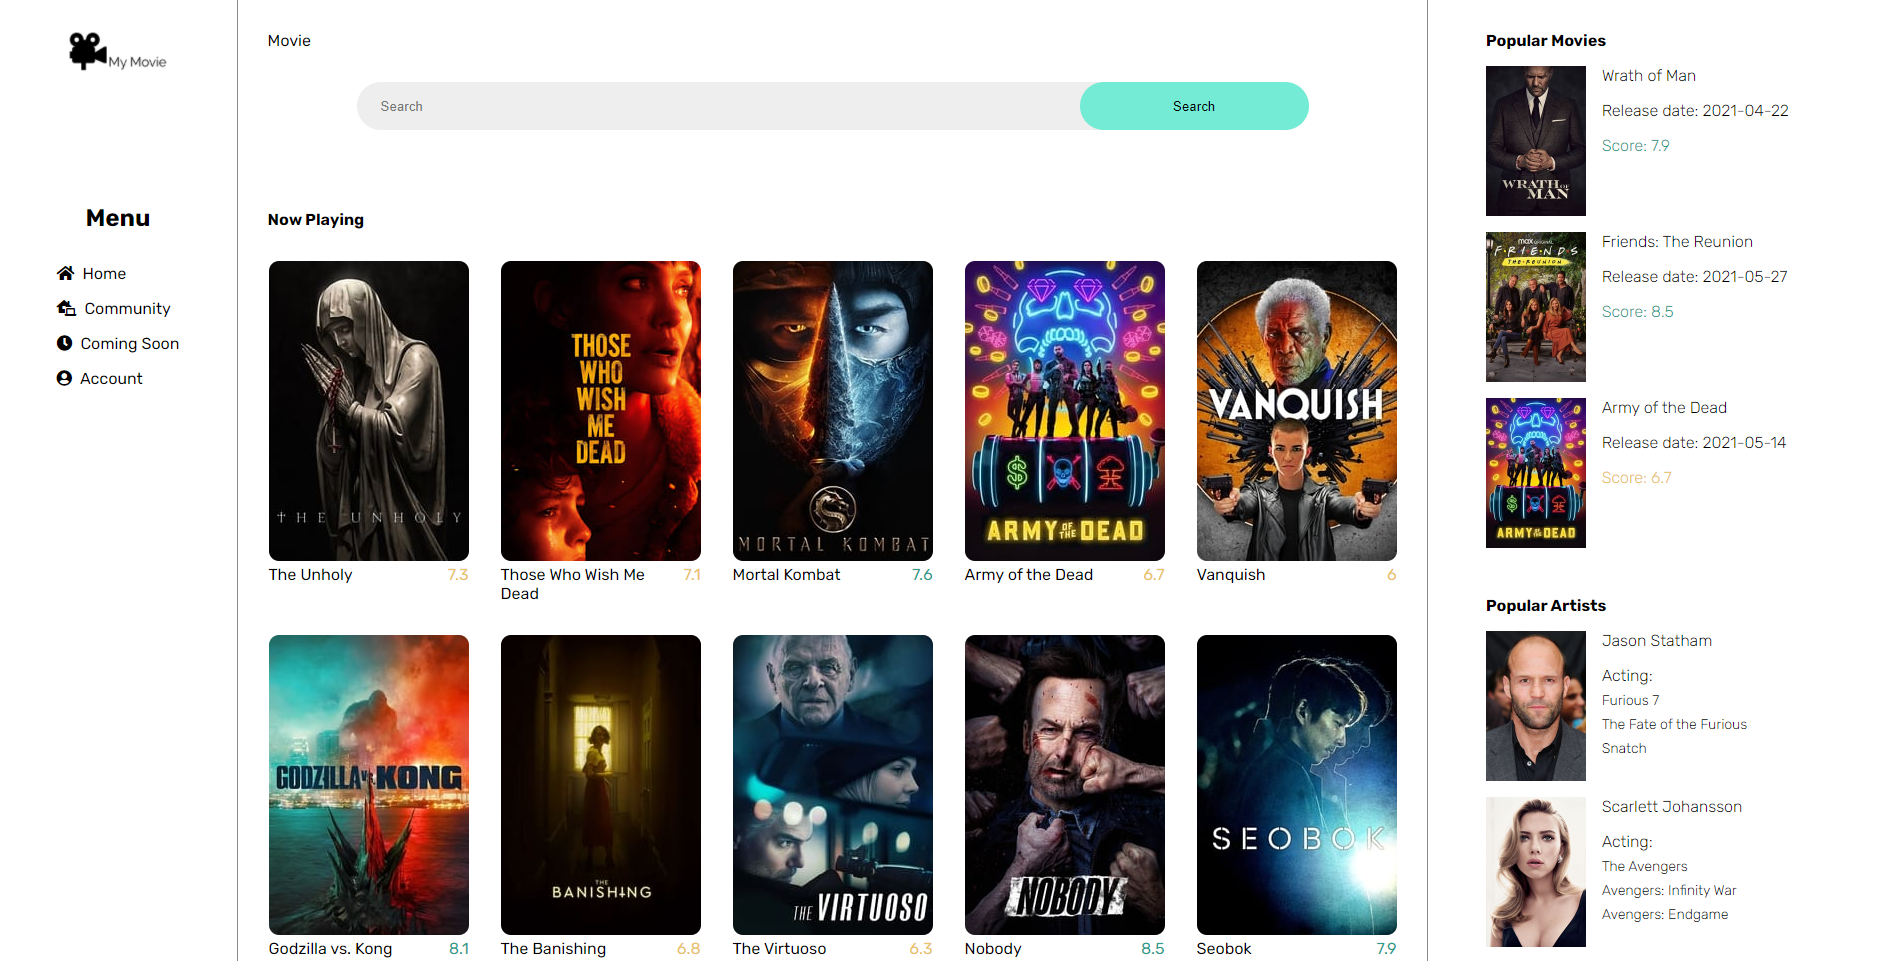 My Movie
Menu
Home
Community
Coming Soon
Account
Movie
Search
Search
Now Playing
THE UNHOLY
The Unholy 7.3
THOSE
WHO
WISH
ME
DEAD
Those Who Wish Me 7.1
Dead
MORTAL KOMBAT
Mortal Kombat 7.6
ARMY OF THE DEAD
Army of the Dead 6.7
VANQUISH
Vanquish 6
GODZILLA VS. KONG
Godzilla vs. Kong 8.1
THE
BANISHING
The Banishing 6.8
THE VIRTUOSO
The Virtuoso 6.3
NOBODY
Nobody 8.5
SEOBOK
Seobok 7.9
Popular Movies
WRATH OF
MAN
Wrath of Man
Release date: 2021-04-22
Score: 7.9
max ORIGINAL
F·R·I·E·N·D·S
THE REUNION
Friends: The Reunion
Release date: 2021-05-27
Score: 8.5
ARMY OF THE DEAD
Army of the Dead
Release date: 2021-05-14
Score: 6.7
Popular Artists
Jason Statham
Acting:
Furious 7
The Fate of the Furious
Snatch
Scarlett Johansson
Acting:
The Avengers
Avengers: Infinity War
Avengers: Endgame